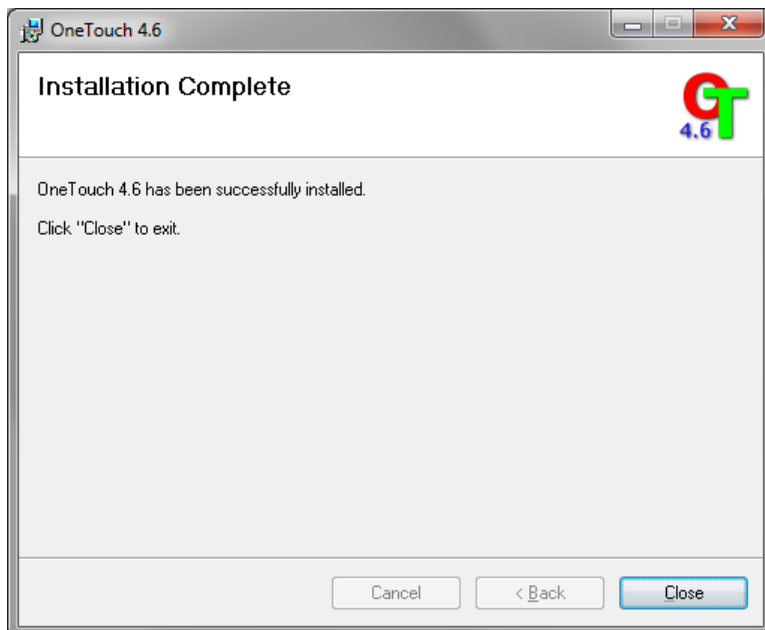 OneTouch 4.6
Installation Complete
OT
4.6
OneTouch 4.6 has been successfully installed.
Click "Close" to exit.
Cancel
< Back
Close